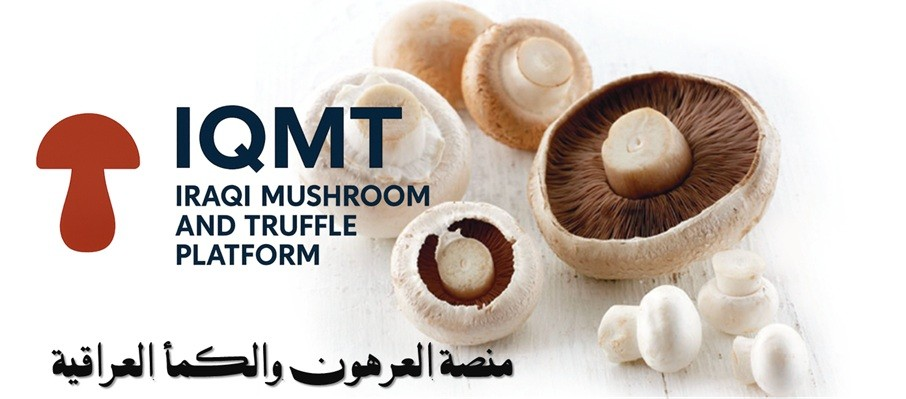 IQMT
IRAQI MUSHROOM
AND TRUFFLE
PLATFORM
منصة العرهون والكمأ العراقية